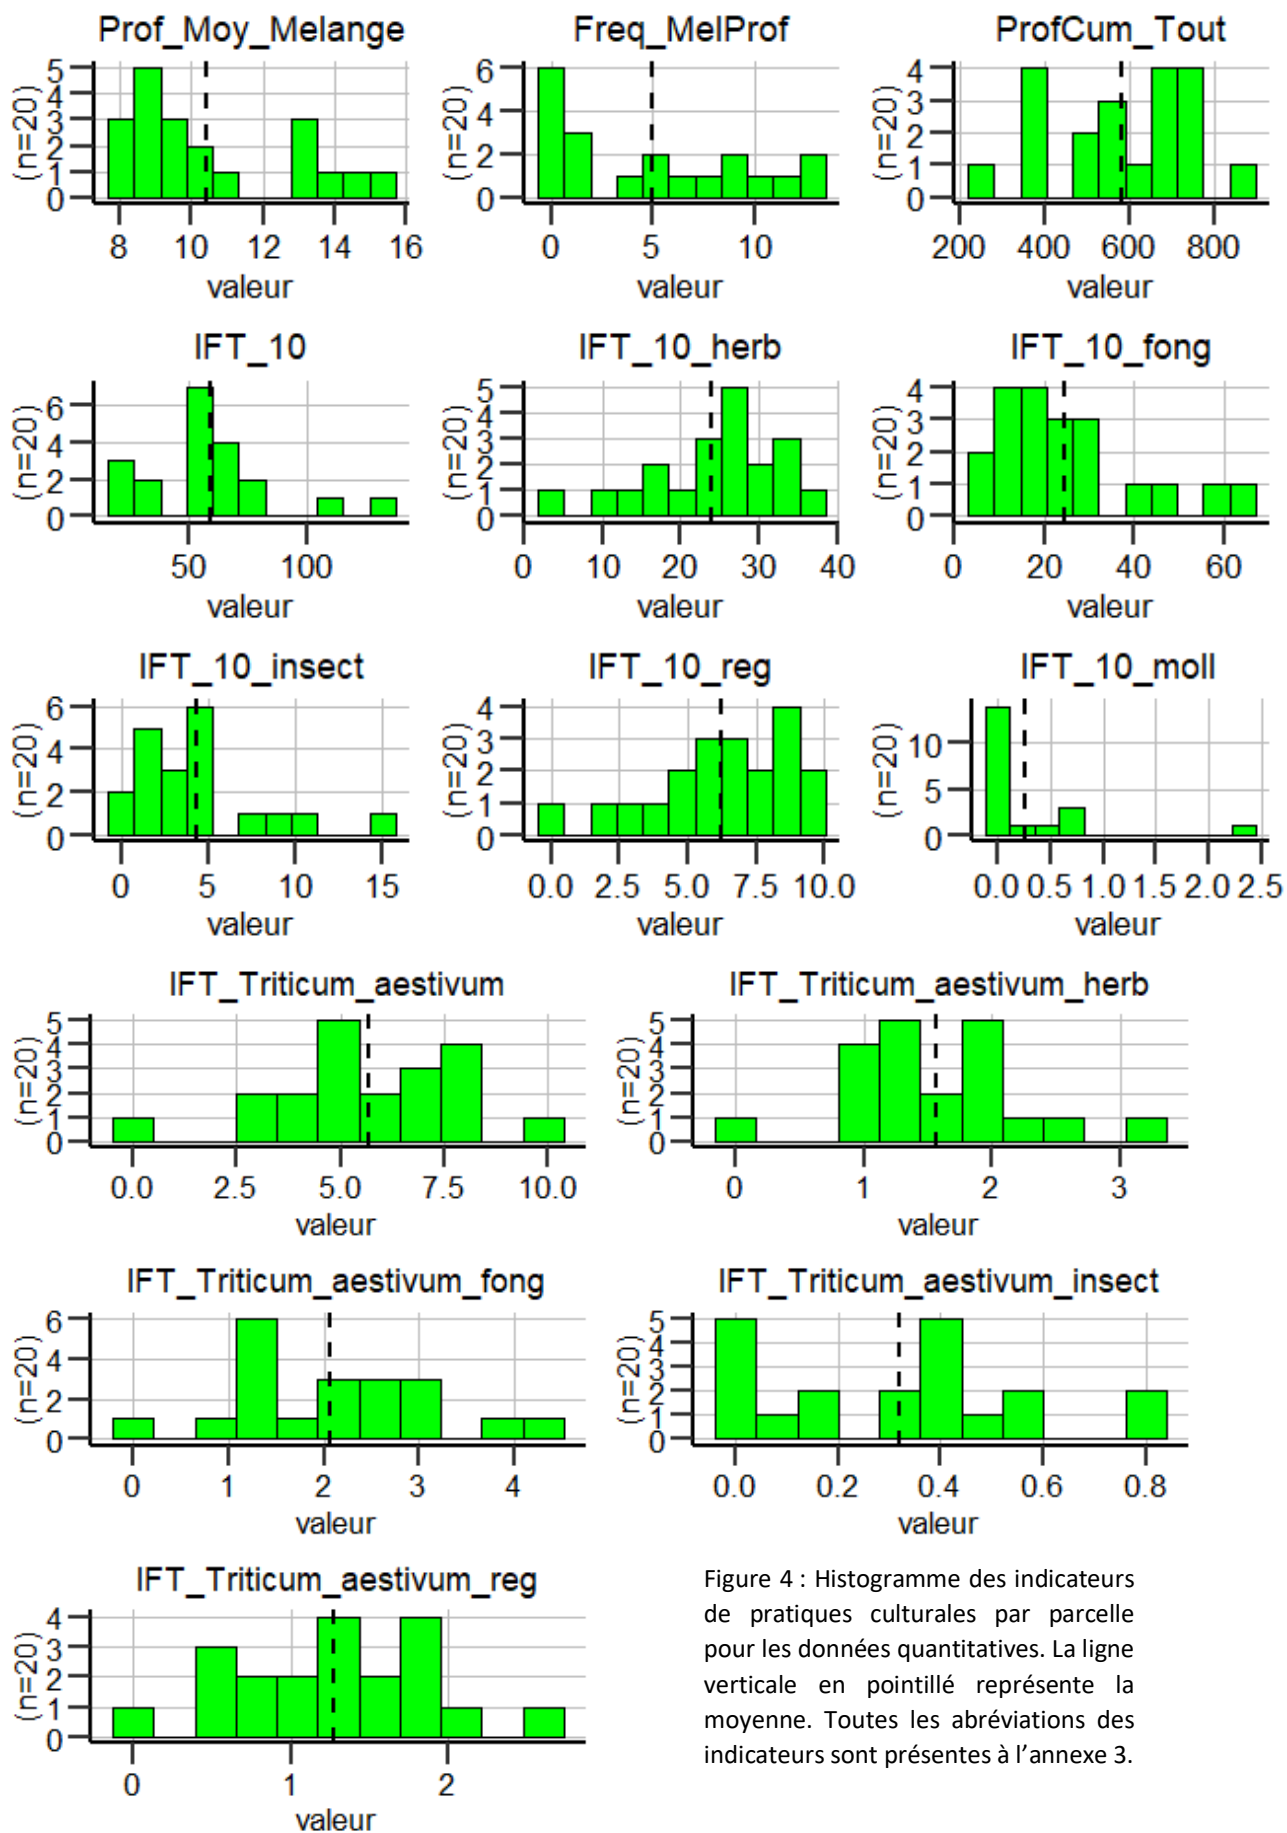 Prof_Moy_Melange
Freq_MelProf
ProfCum_Tout
(n=20)
0
1
2
3
4
5
8 10 12 14 16
valeur
(n=20)
0
2
4
6
0 5 10
valeur
(n=20)
0
1
2
3
4
200 400 600 800
valeur
IFT_10
IFT_10_herb
IFT_10_fong
(n=20)
0
2
4
6
50 100
valeur
(n=20)
0
1
2
3
4
5
0 10 20 30 40
valeur
(n=20)
0
1
2
3
4
0 20 40 60
valeur
IFT_10_insect
IFT_10_reg
IFT_10_moll
(n=20)
0
2
4
6
0 5 10 15
valeur
(n=20)
0
1
2
3
4
0.0 2.5 5.0 7.5 10.0
valeur
(n=20)
0
5
10
0.0 0.5 1.0 1.5 2.0 2.5
valeur
IFT_Triticum_aestivum
IFT_Triticum_aestivum_herb
(n=20)
0
1
2
3
4
5
0.0 2.5 5.0 7.5 10.0
valeur
(n=20)
0
1
2
3
4
5
0 1 2 3
valeur
IFT_Triticum_aestivum_fong
IFT_Triticum_aestivum_insect
(n=20)
0
2
4
6
0 1 2 3 4
valeur
(n=20)
0
1
2
3
4
5
0.0 0.2 0.4 0.6 0.8
valeur
IFT_Triticum_aestivum_reg
(n=20)
0
1
2
3
4
0 1 2
valeur
Figure 4 : Histogramme des indicateurs
de pratiques culturales par parcelle
pour les données quantitatives. La ligne
verticale en pointillé représente la
moyenne. Toutes les abréviations des
indicateurs sont présentes à l’annexe 3.